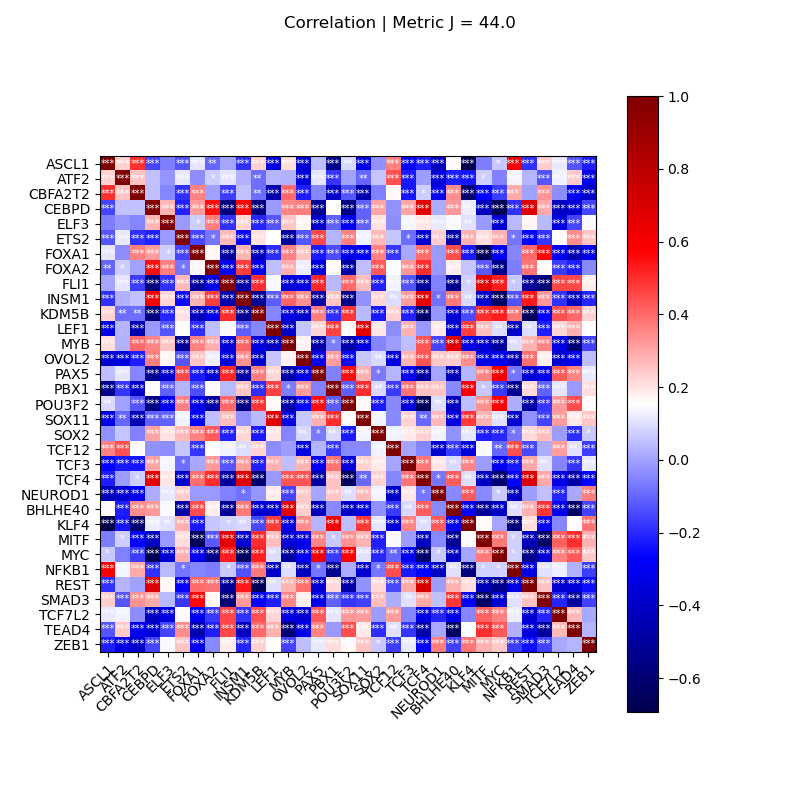 Correlation | Metric J = 44.0
ASCL1
ATF2
CBFA2T2
CEBPD
ELF3
ETS2
FOXA1
FOXA2
FLI1
INSM1
KDM5B
LEF1
MYB
OVOL2
PAX5
PBX1
POU3F2
SOX11
SOX2
TCF12
TCF3
TCF4
NEUROD1
BHLHE40
KLF4
MITF
MYC
NFKB1
REST
SMAD3
TCF7L2
TEAD4
ZEB1
ASCL1
ATF2
CBFA2T2
CEBPD
ELF3
ETS2
FOXA1
FOXA2
FLI1
INSM1
KDM5B
LEF1
MYB
OVOL2
PAX5
PBX1
POU3F2
SOX11
SOX2
TCF12
TCF3
TCF4
NEUROD1
BHLHE40
KLF4
MITF
MYC
NFKB1
REST
SMAD3
TCF7L2
TEAD4
ZEB1
1.0
0.8
0.6
0.4
0.2
0.0
−0.2
−0.4
−0.6